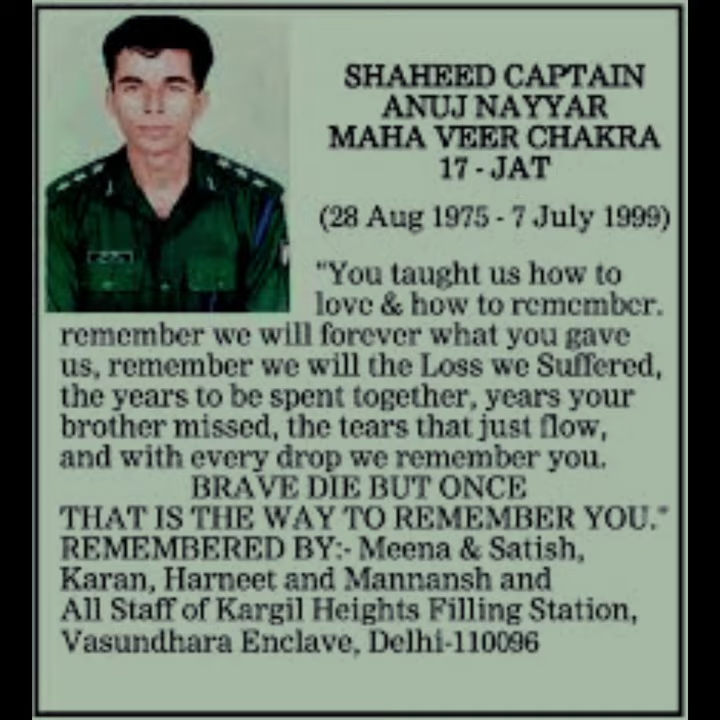 SHAHEED CAPTAIN
ANUJ NAYYAR
MAHA VEER CHAKRA
17 - JAT
(28 Aug 1975 - 7 July 1999)
"You taught us how to
love & how to remember.
remember we will forever what you gave
us, remember we will the Loss we Suffered,
the years to be spent together, years your
brother missed, the tears that just flow,
and with every drop we remember you.
BRAVE DIE BUT ONCE
THAT IS THE WAY TO REMEMBER YOU."
REMEMBERED BY:- Meena & Satish,
Karan, Harneet and Mannansh and
All Staff of Kargil Heights Filling Station,
Vasundhara Enclave, Delhi-110096